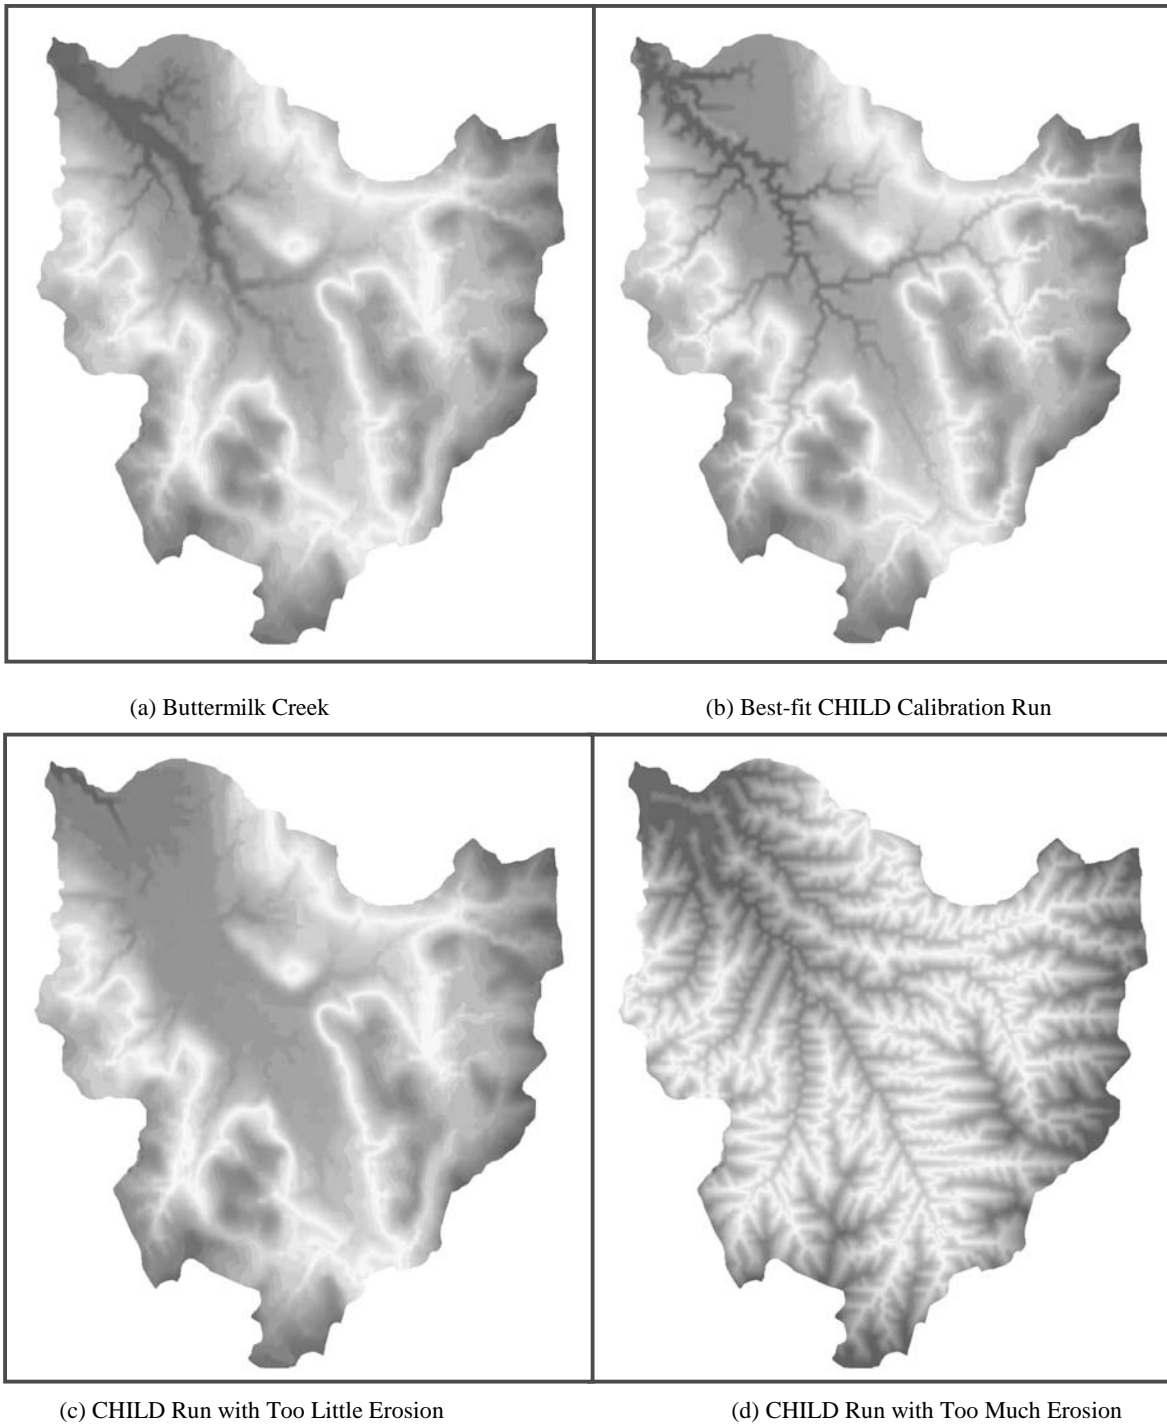 (a) Buttermilk Creek
(b) Best-fit CHILD Calibration Run
(c) CHILD Run with Too Little Erosion
(d) CHILD Run with Too Much Erosion